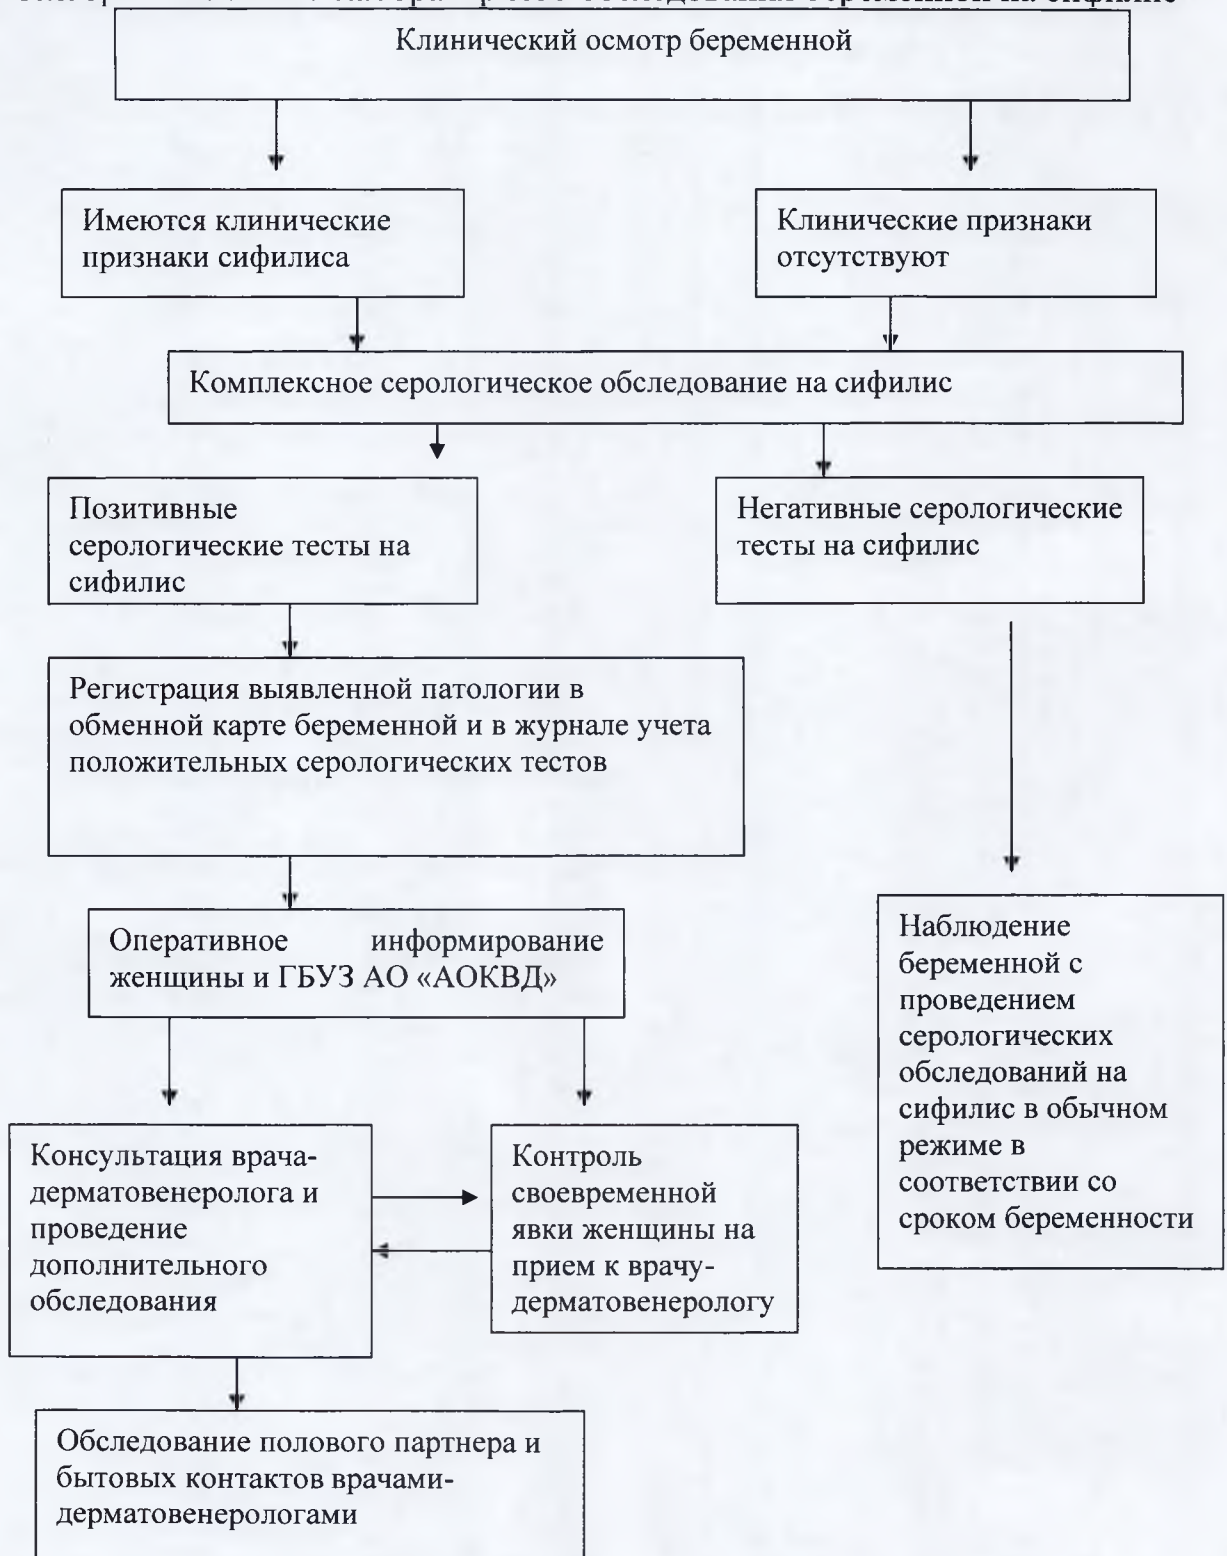 обследования беременной на сифилис
Клинический осмотр беременной
Имеются клинические
признаки сифилиса
Клинические признаки
отсутствуют
Комплексное серологическое обследование на сифилис
Позитивные
серологические тесты на
сифилис
Негативные серологические
тесты на сифилис
Регистрация выявленной патологии в
обменной карте беременной и в журнале учета
положительных серологических тестов
Оперативное информирование
женщины и ГБУЗ АО «АОКВД»
Наблюдение
беременной с
проведением
серологических
обследований на
сифилис в обычном
режиме в
соответствии со
сроком беременности
Консультация врача-
дерматовенеролога и
проведение
дополнительного
обследования
Контроль
своевременной
явки женщины на
прием к врачу-
дерматовенерологу
Обследование полового партнера и
бытовых контактов врачами-
дерматовенерологами